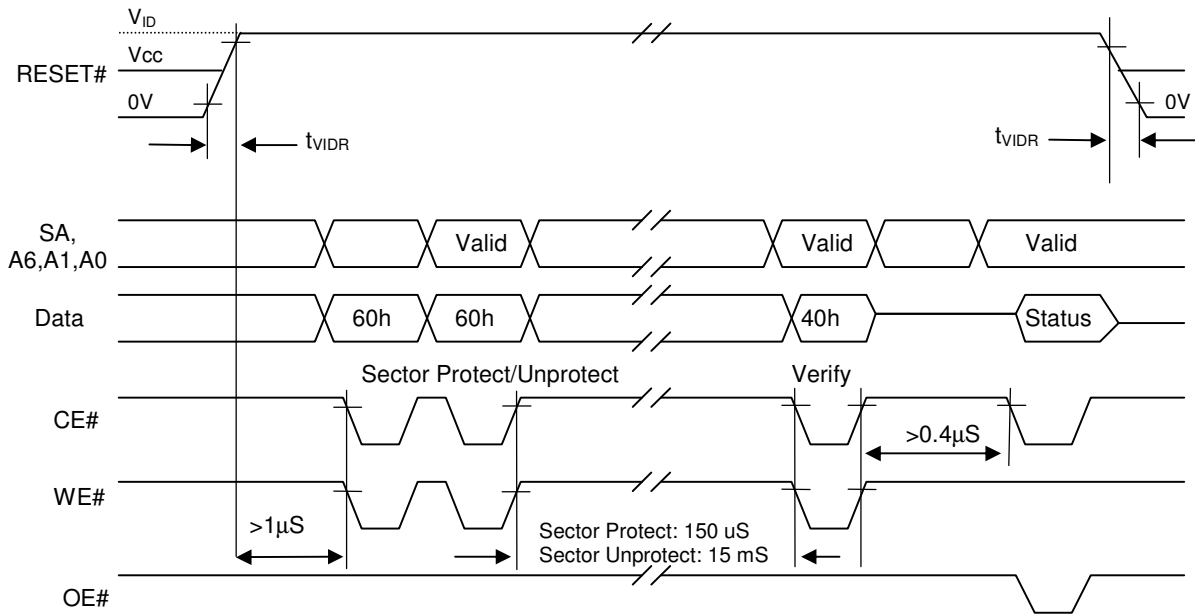 VID
Vcc
RESET#
0V
0V
tVIDR
tVIDR
SA,
A6,A1,A0
Valid
Valid
Valid
Data
60h
60h
40h
Status
Sector Protect/Unprotect
Verify
CE#
>0.4µS
WE#
>1µS
Sector Protect: 150 uS
Sector Unprotect: 15 mS
OE#